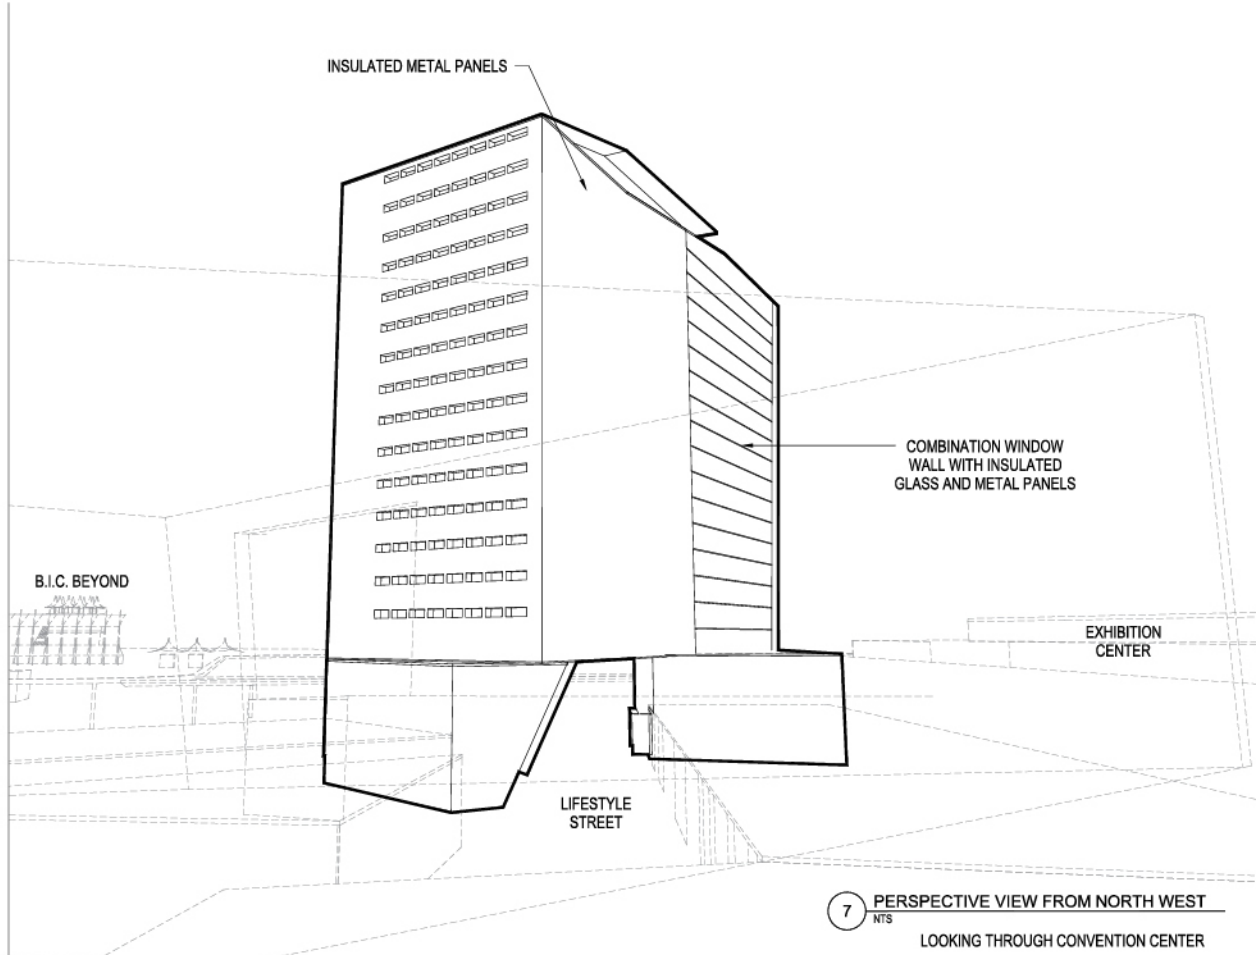 INSULATED METAL PANELS
COMBINATION WINDOW
WALL WITH INSULATED
GLASS AND METAL PANELS
B.I.C. BEYOND
EXHIBITION
CENTER
LIFESTYLE
STREET
7
PERSPECTIVE VIEW FROM NORTH WEST
NTS
LOOKING THROUGH CONVENTION CENTER